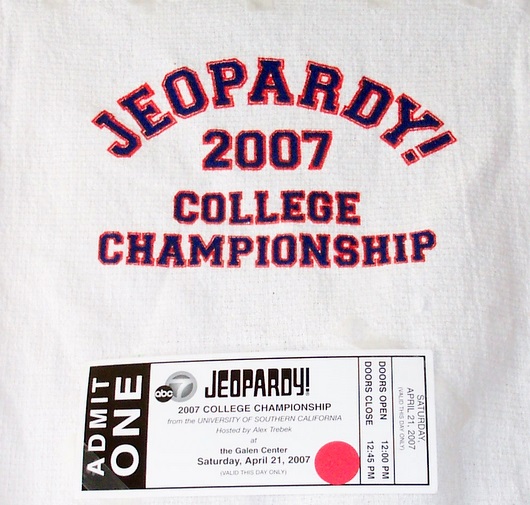 JEOPARDY!
2007
COLLEGE
CHAMPIONSHIP
ADMIT
ONE
abc 7 JEOPARDY!
2007 COLLEGE CHAMPIONSHIP
from the UNIVERSITY OF SOUTHERN CALIFORNIA
Hosted by Alex Trebek
at
the Galen Center
Saturday, April 21, 2007
(VALID THIS DAY ONLY)
DOORS OPEN 12:00 PM
DOORS CLOSE 12:45 PM
SATURDAY,
APRIL 21, 2007
(VALID THIS DAY ONLY)